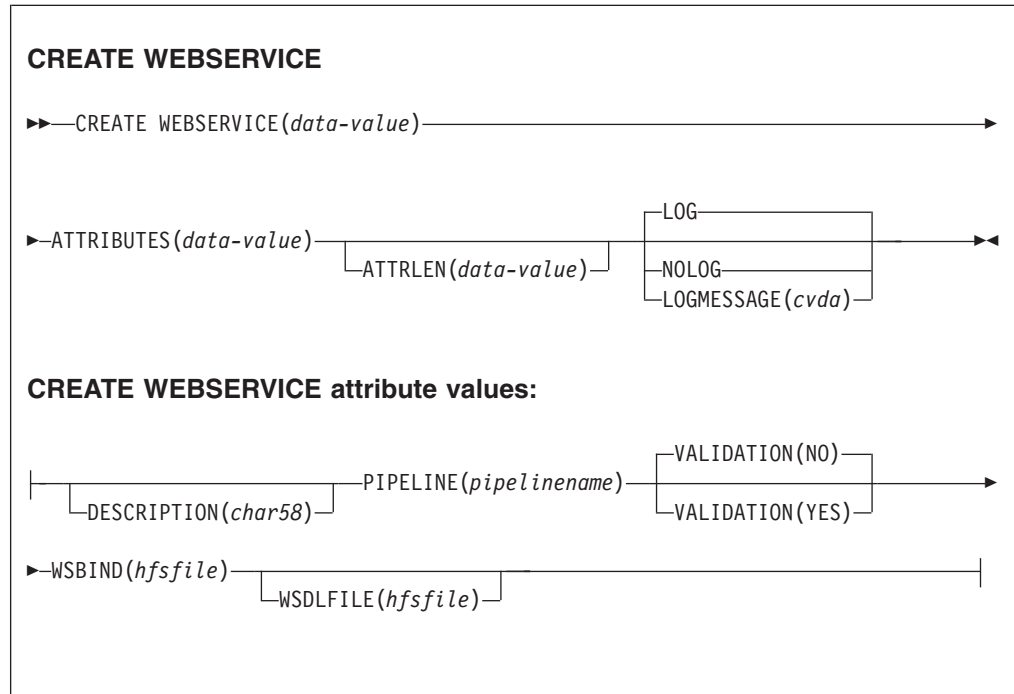 CREATE WEBSERVICE
CREATE WEBSERVICE(data-value)
LOG
ATTRIBUTES(data-value)
ATTRLEN(data-value)
NOLOG
LOGMESSAGE(cvda)
CREATE WEBSERVICE attribute values:
VALIDATION(NO)
PIPELINE(pipelinename)
DESCRIPTION(char58)
VALIDATION(YES)
WSBIND(hfsfile)
WSDLFILE(hfsfile)